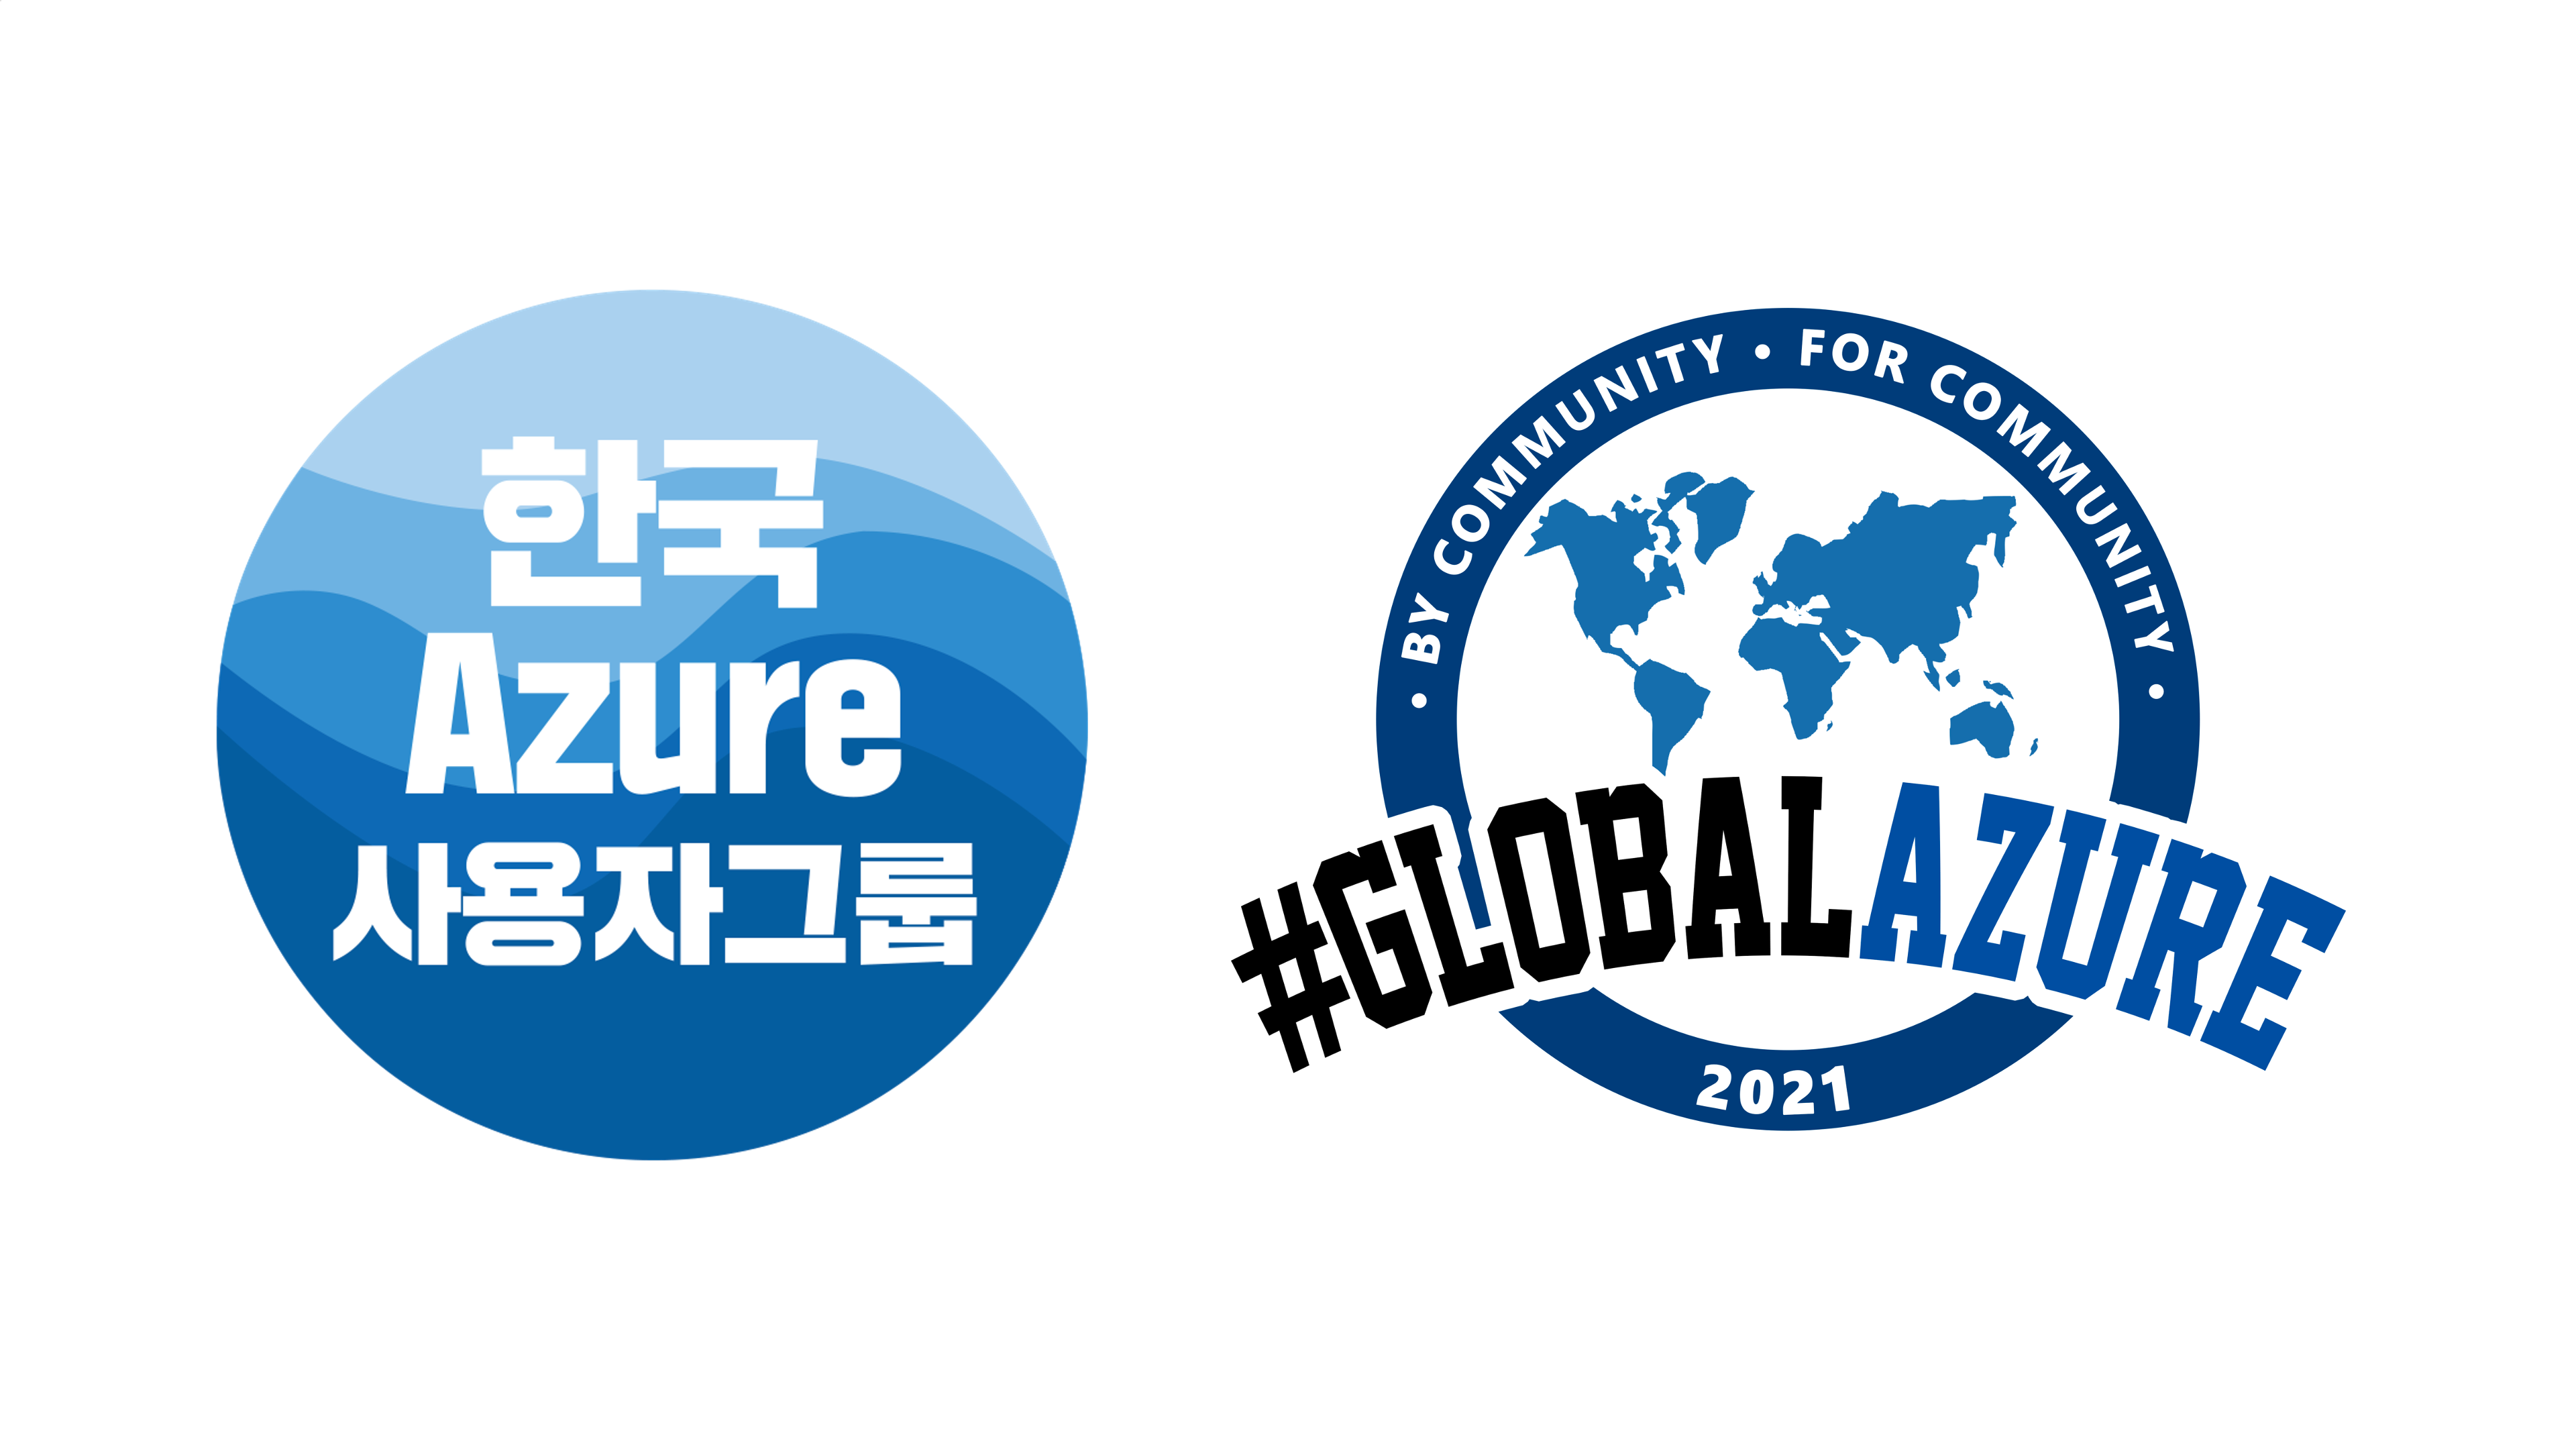 한국
Azure
사용자그룹
• BY COMMUNITY • FOR COMMUNITY •
#GLOBALAZURE
2021